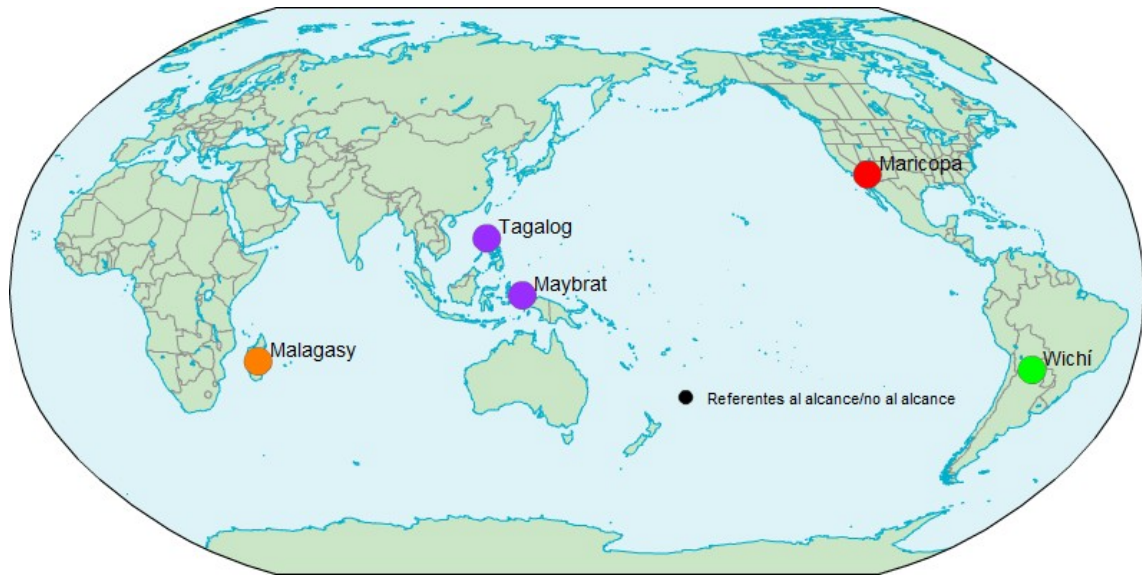 Maricopa
Tagalog
Maybrat
Malagasy
Wichí
Referentes al alcance/no al alcance